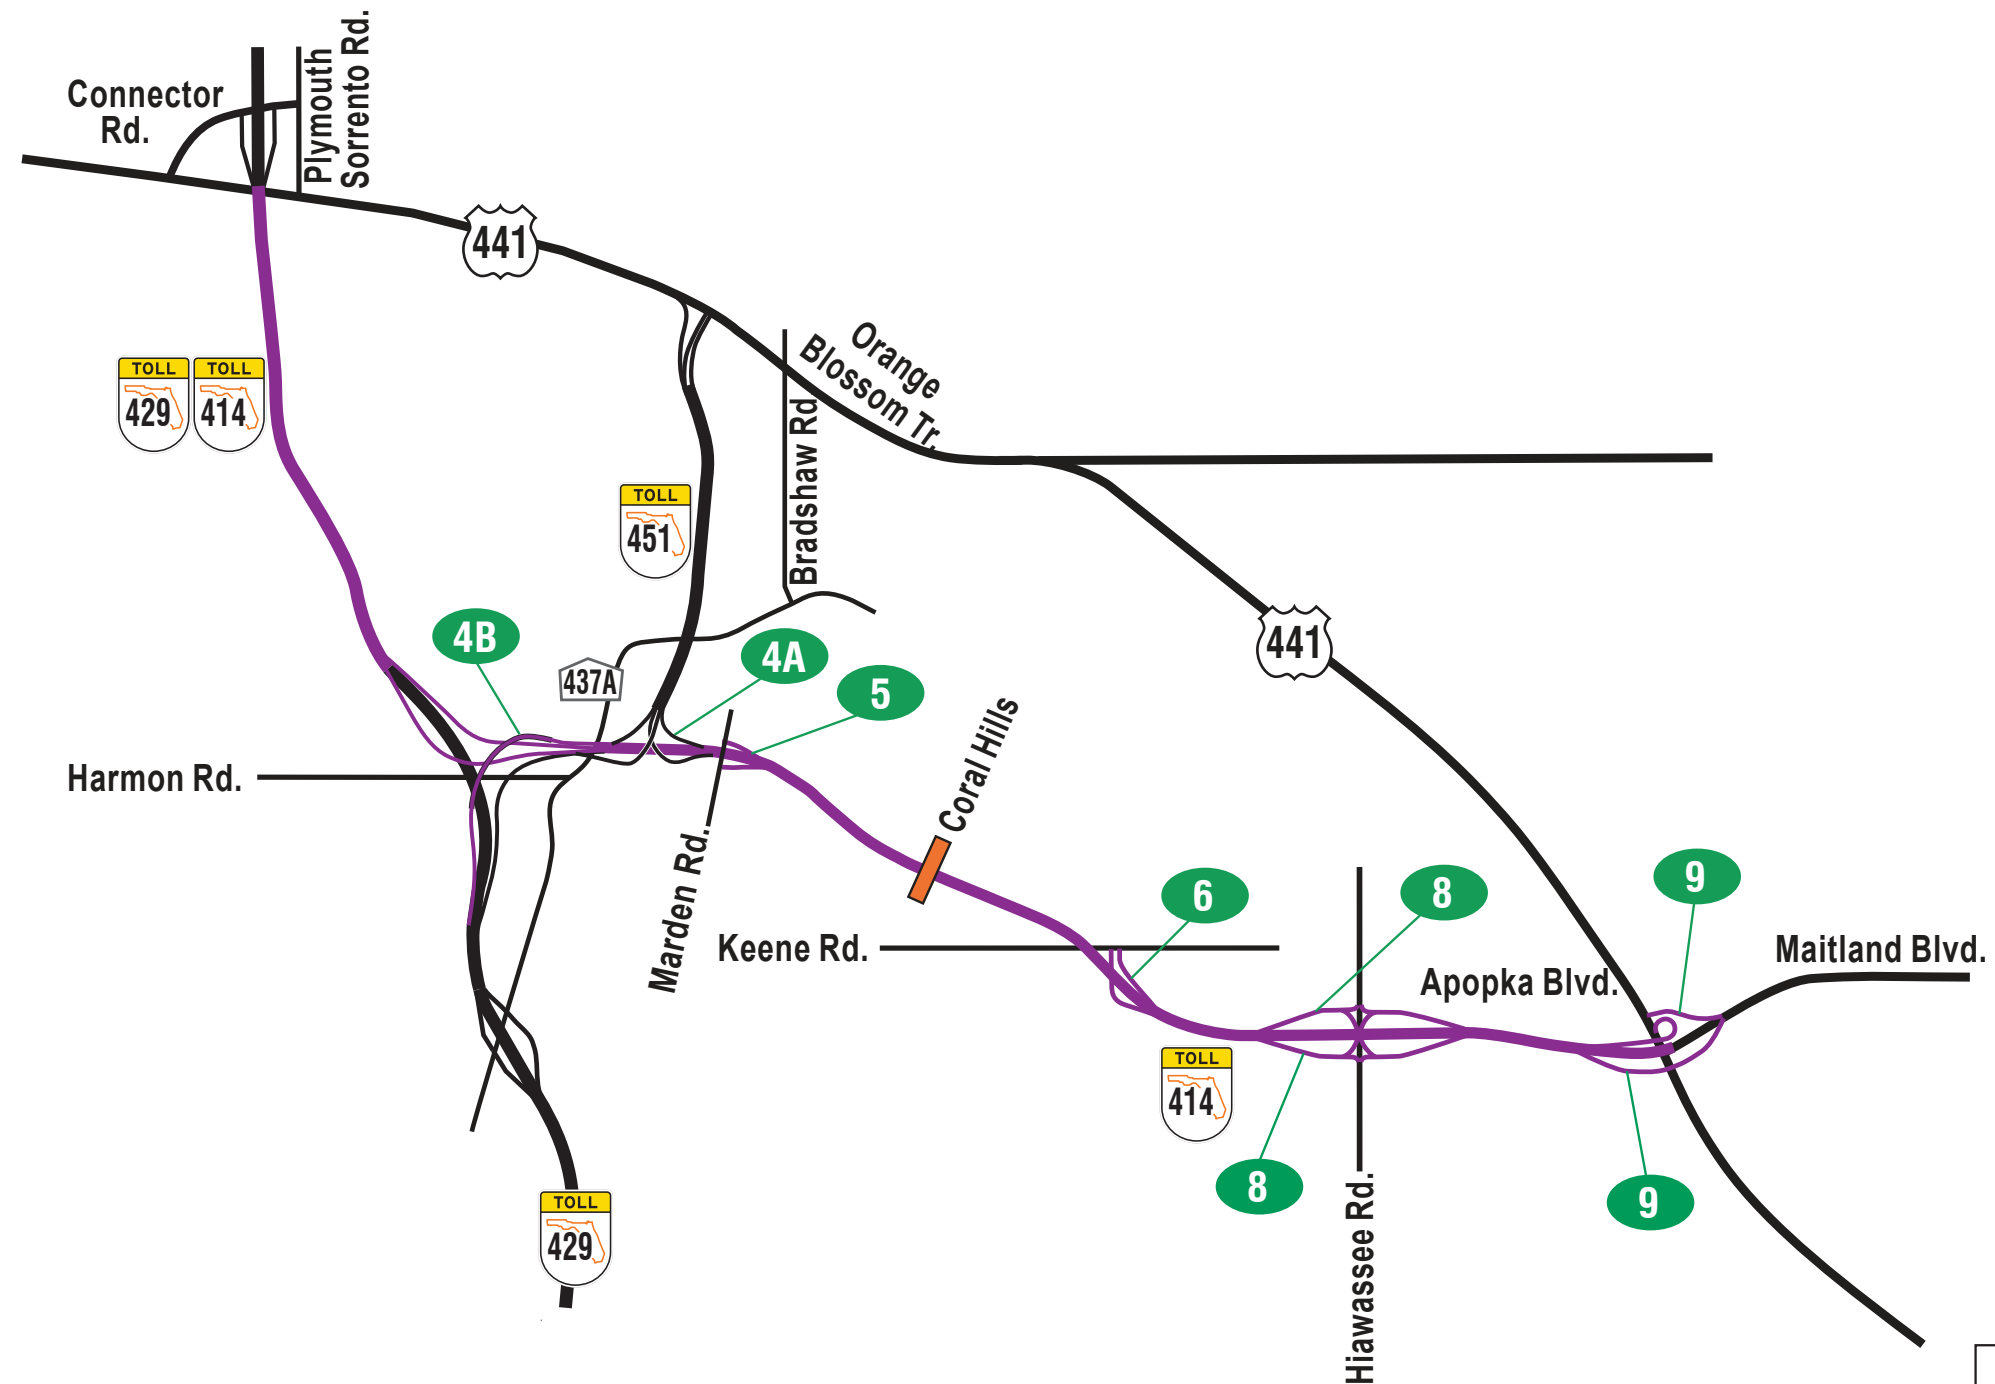 Connector
Rd.
Plymouth
Sorrento Rd.
441
Orange
Blossom Tr.
TOLL
429
TOLL
414
Bradshaw Rd
TOLL
451
4B
4A
437A
5
441
Coral Hills
Harmon Rd.
Marden Rd.
6
8
9
Keene Rd.
Apopka Blvd.
Maitland Blvd.
TOLL
414
8
9
TOLL
429
Hiawassee Rd.